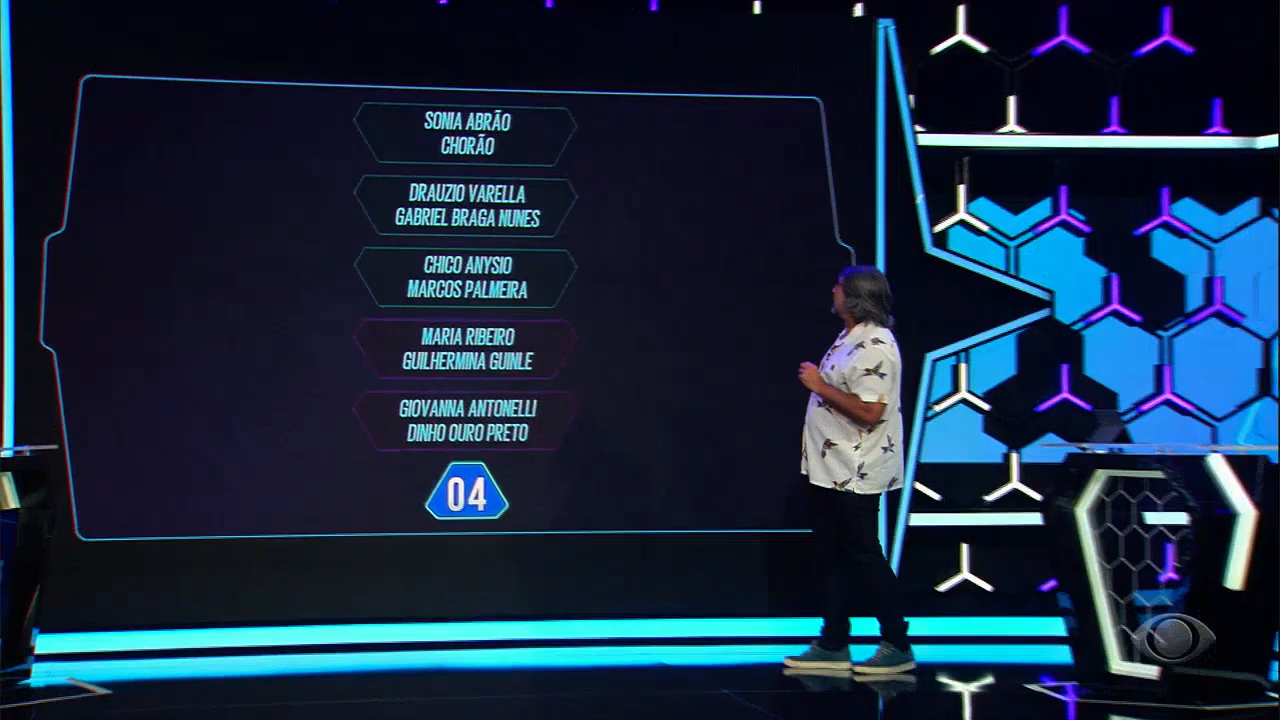 SONIA ABRÃO
CHORÃO
DRAUZIO VARELLA
GABRIEL BRAGA NUNES
CHICO ANYSIO
MARCOS PALMEIRA
MARIA RIBEIRO
GUILHERMINA GUINLE
GIOVANNA ANTONELLI
DINHO OURO PRETO
04